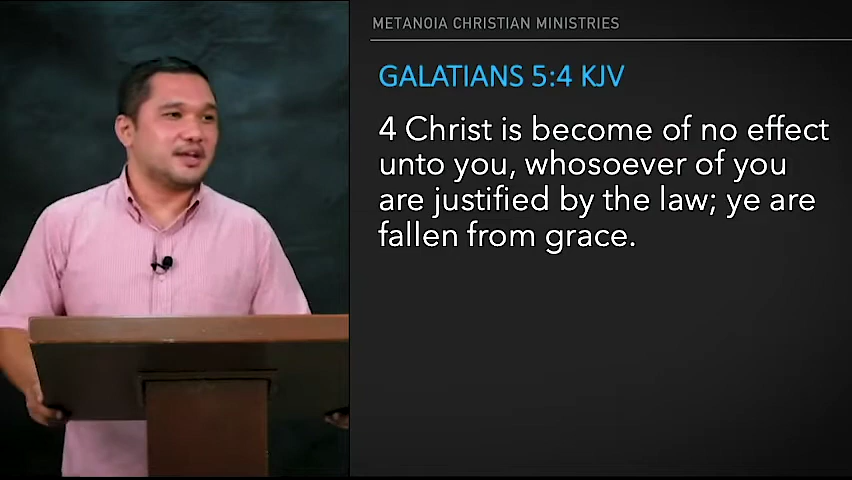 METANOIA CHRISTIAN MINISTRIES
GALATIANS 5:4 KJV
4 Christ is become of no effect
unto you, whosoever of you
are justified by the law; ye are
fallen from grace.